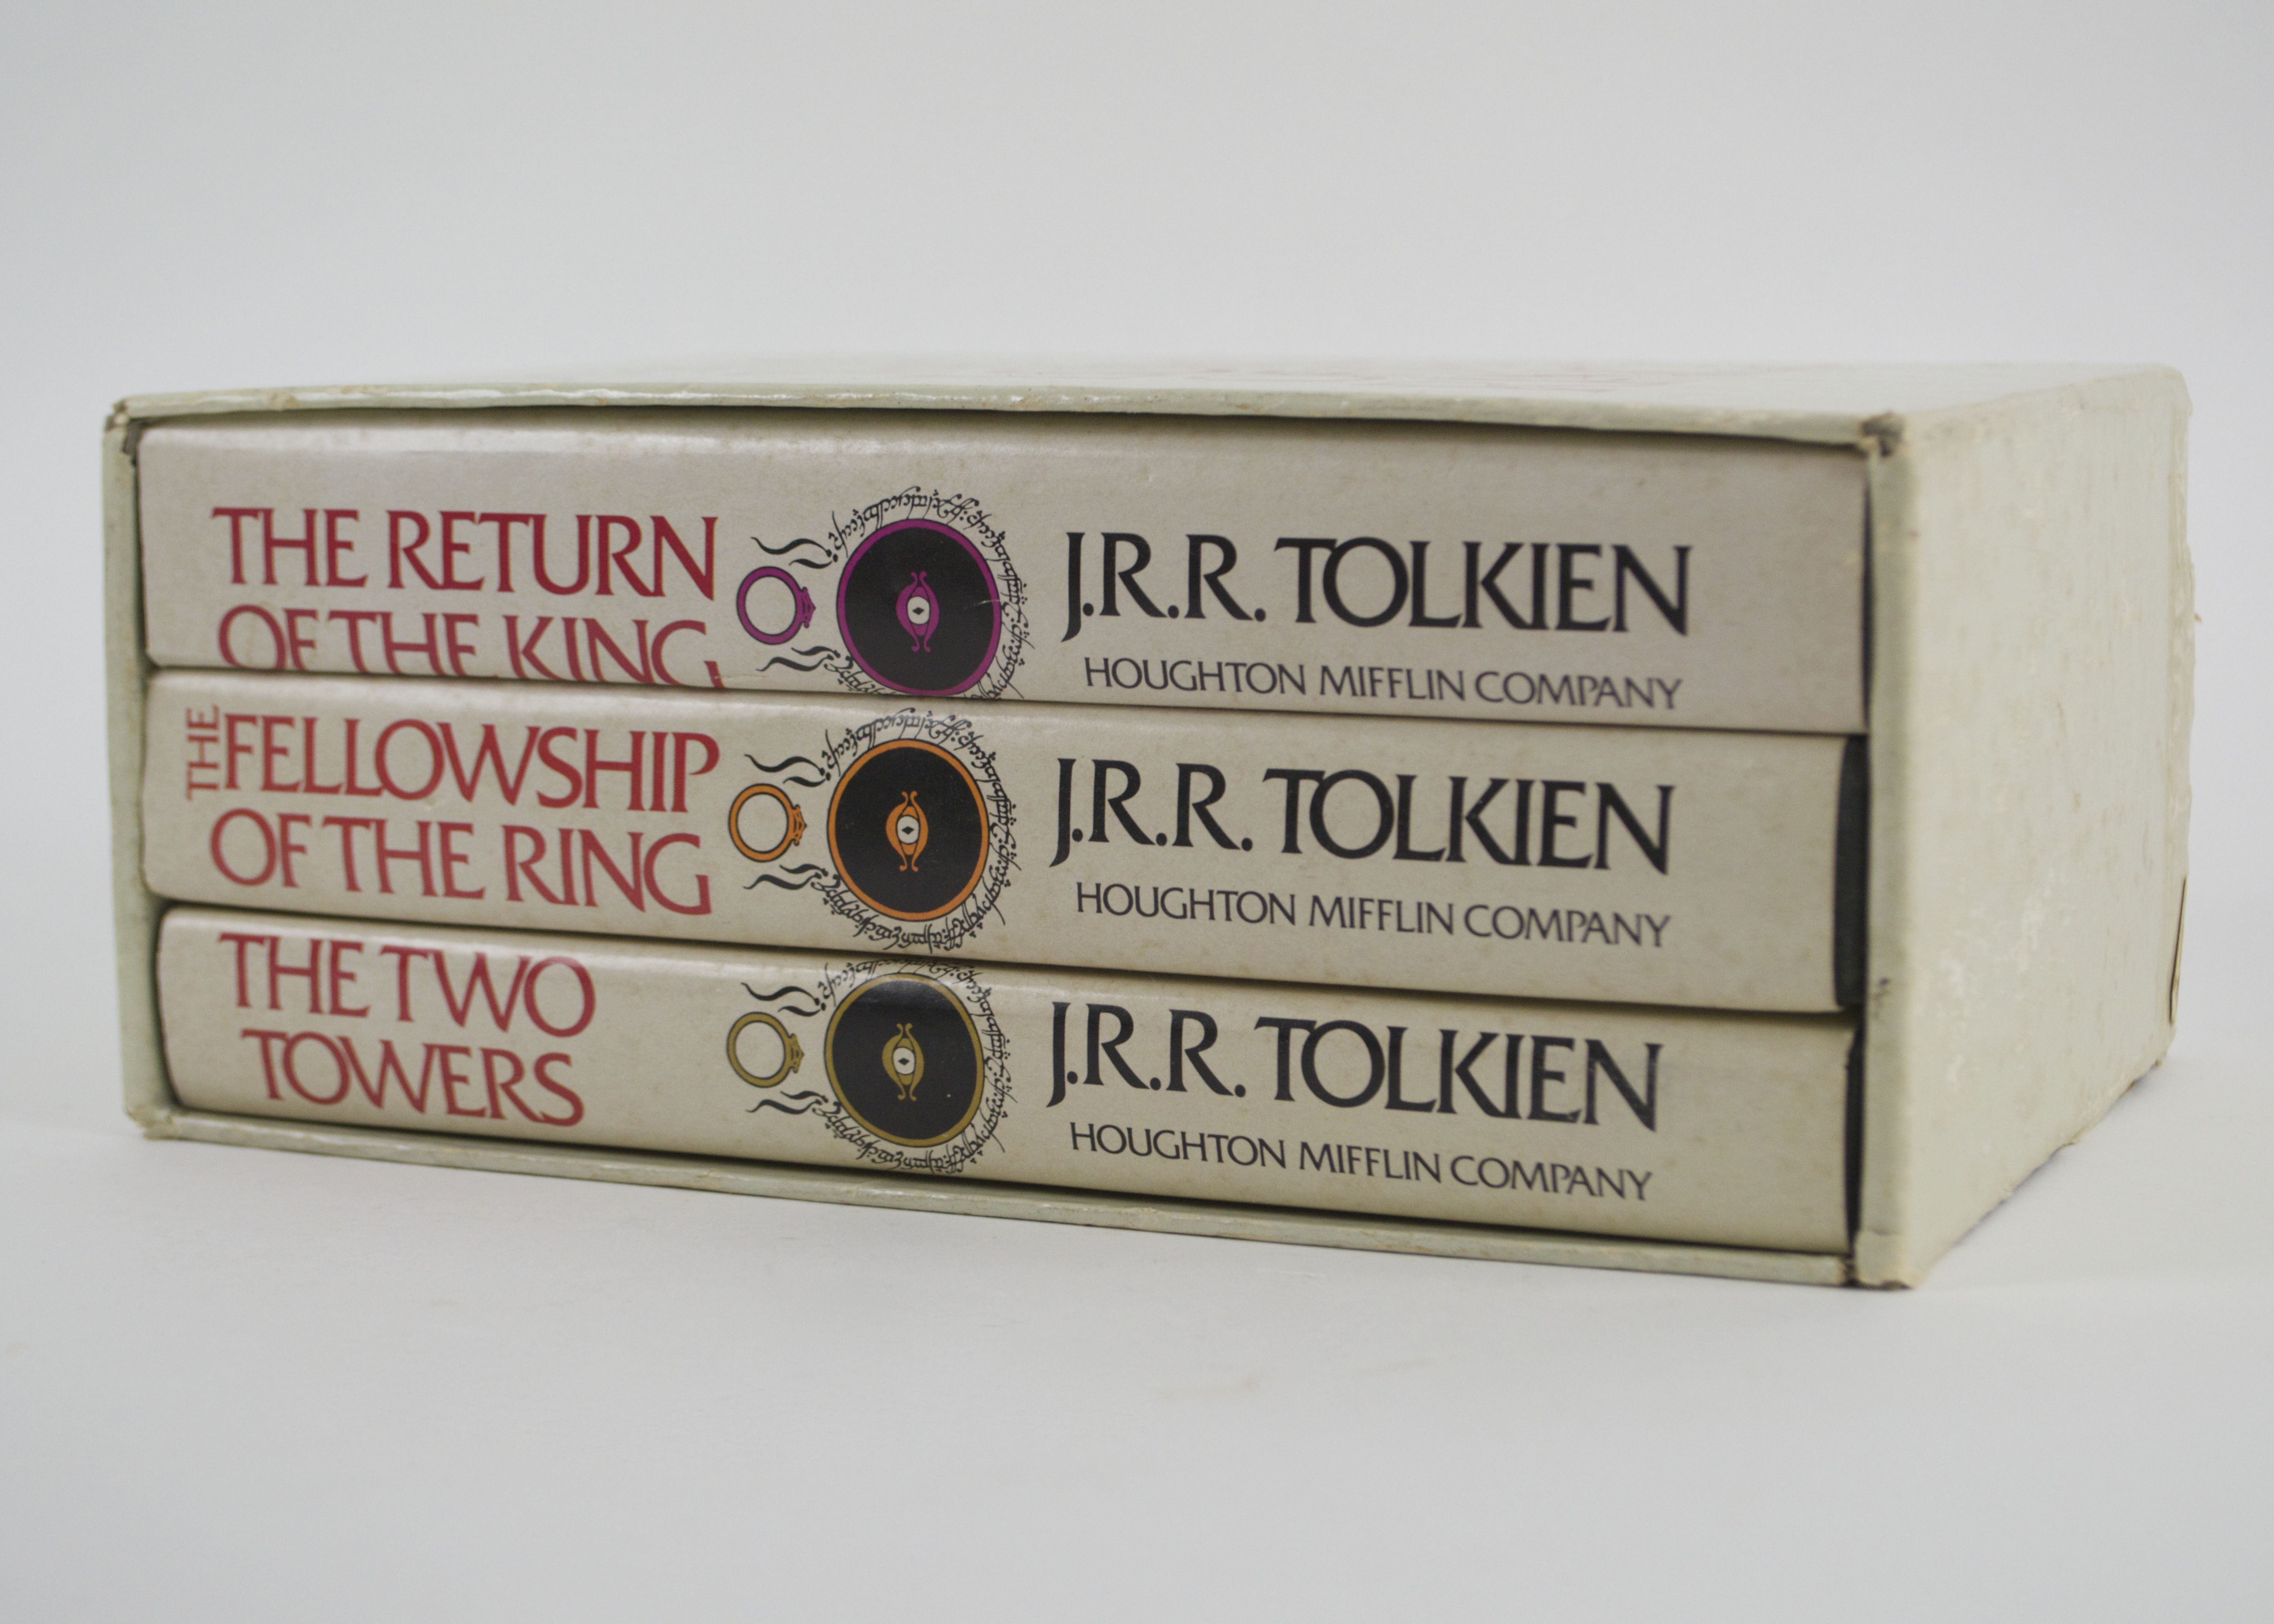 THE RETURN
OF THE KING
J.R.R. TOLKIEN
HOUGHTON MIFFLIN COMPANY
THE FELLOWSHIP
OF THE RING
J.R.R. TOLKIEN
HOUGHTON MIFFLIN COMPANY
THE TWO
TOWERS
J.R.R. TOLKIEN
HOUGHTON MIFFLIN COMPANY